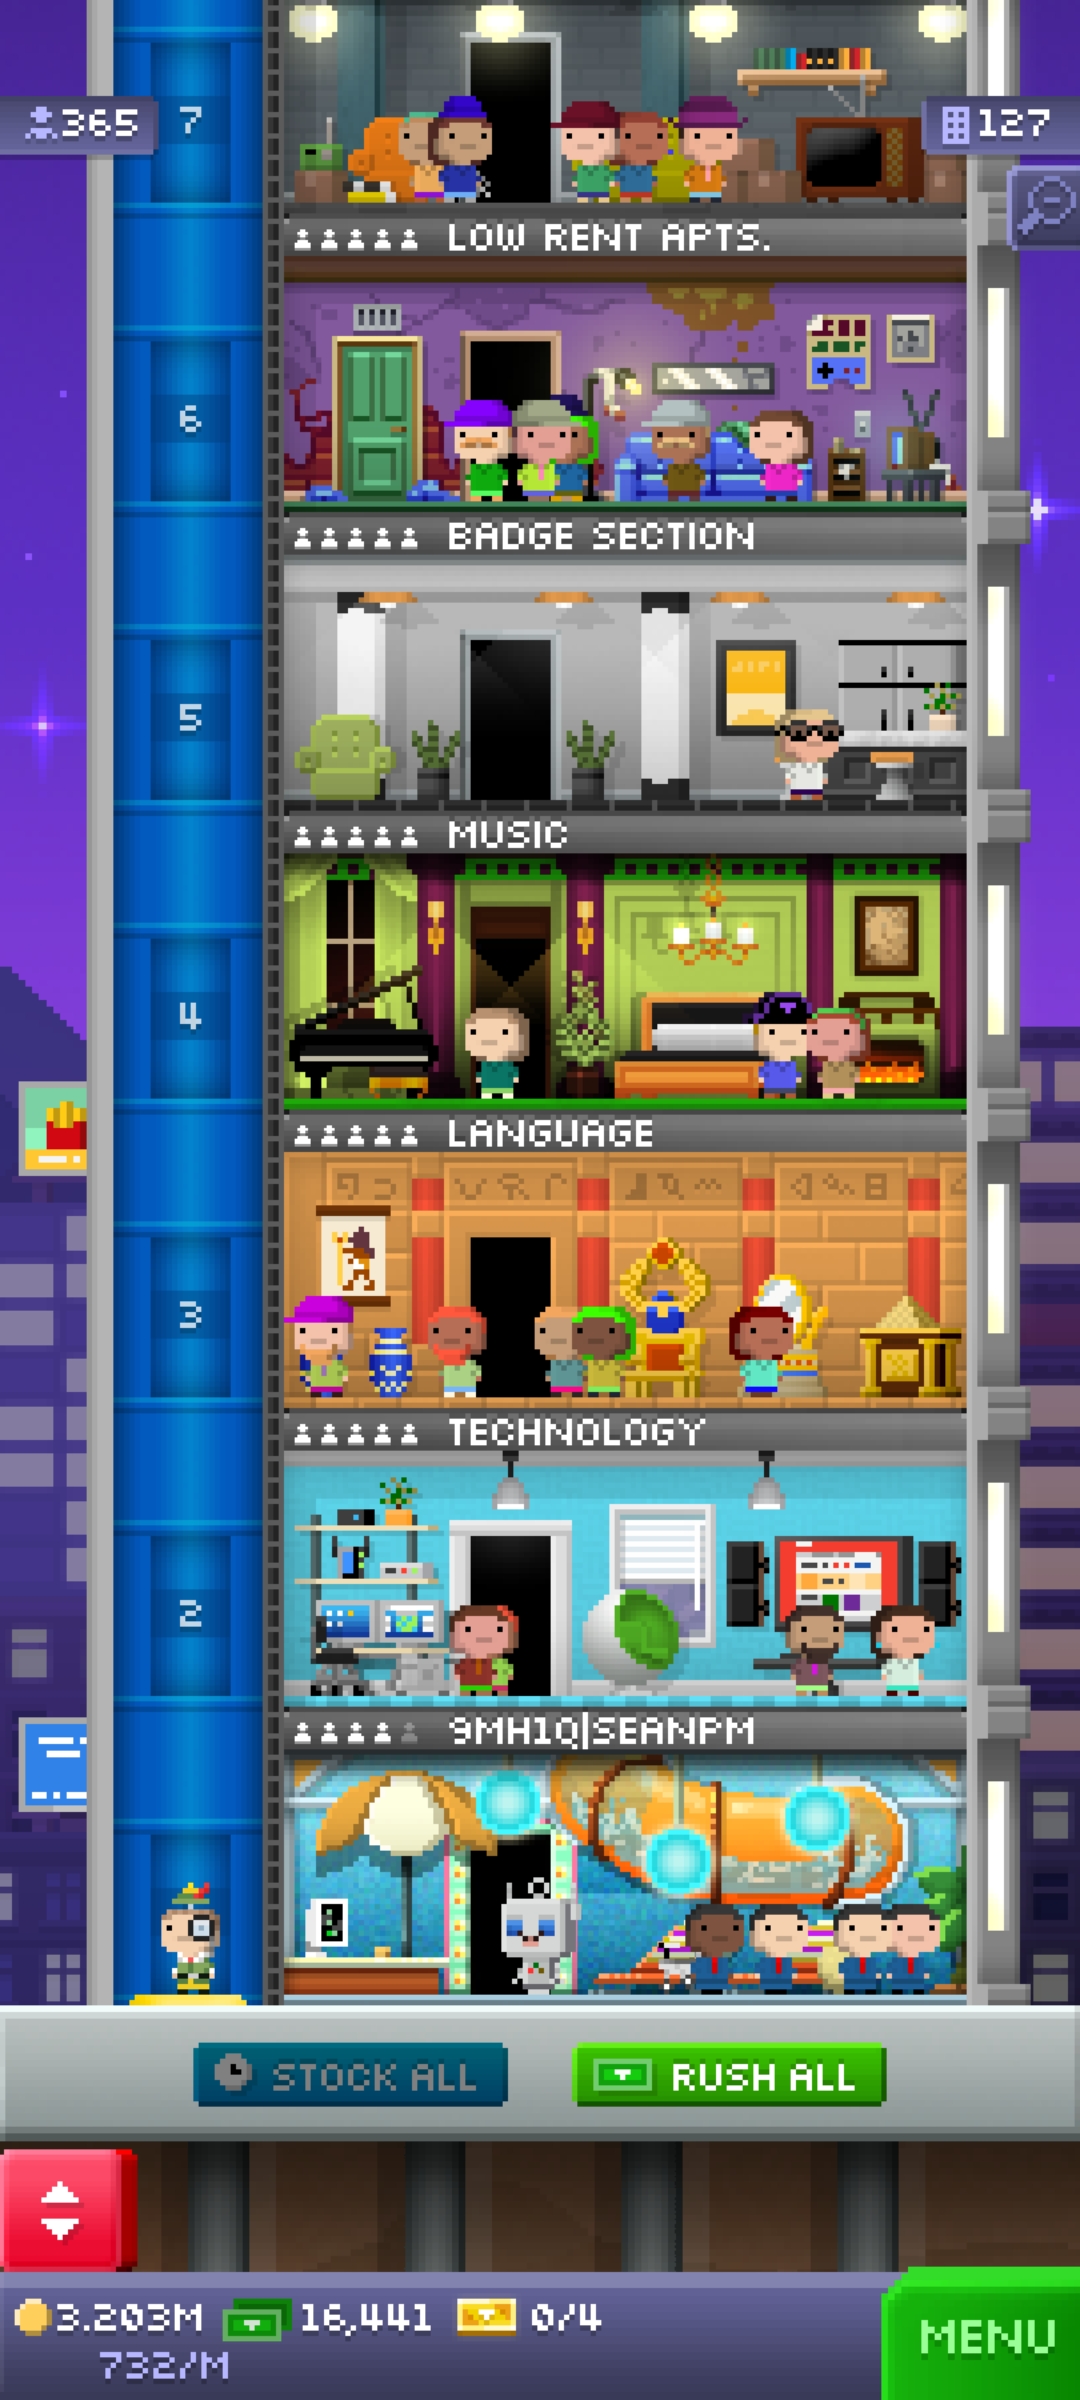 365
7
127
LOW RENT APTS.
6
BADGE SECTION
5
MUSIC
4
LANGUAGE
3
TECHNOLOGY
2
9MH1Q|SEANPM
STOCK ALL
RUSH ALL
3.203M
16,441
0/4
732/M
MENU